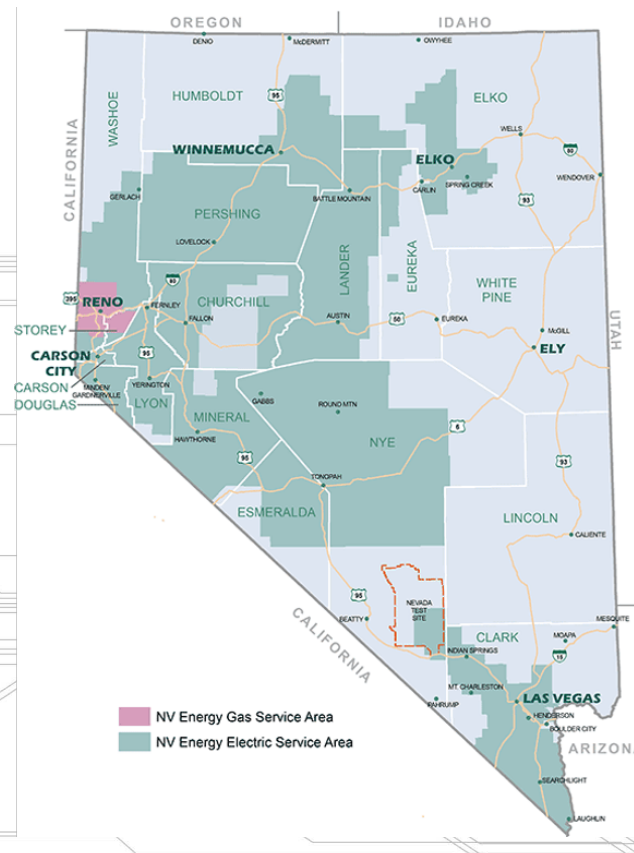 OREGON
IDAHO
DENIO
McDERMITT
OWYHEE
HUMBOLDT
95
ELKO
WASHOE
CALIFORNIA
WELLS
80
WINNEMUCCA
ELKO
CARLIN
SPRING CREEK
WENDOVER
GERLACH
BATTLE MOUNTAIN
93
PERSHING
LOVELOCK
LANDER
EUREKA
WHITE
PINE
80
395
RENO
FERNLEY
CHURCHILL
FALLON
AUSTIN
50
EUREKA
McGILL
UTAH
STOREY
CARSON
CITY
95
ELY
CARSON
DOUGLAS
MINDEN/
GARDNERVILLE
YERINGTON
LYON
MINERAL
GABBS
ROUND MTN
HAWTHORNE
NYE
6
95
93
TONOPAH
ESMERALDA
LINCOLN
CALIENTE
CALIFORNIA
95
BEATTY
NEVADA
TEST
SITE
MESQUITE
CLARK
MOAPA
INDIAN SPRINGS
15
MT. CHARLESTON
PAHRUMP
LAS VEGAS
HENDERSON
BOULDER CITY
ARIZONA
SEARCHLIGHT
LAUGHLIN
NV Energy Gas Service Area
NV Energy Electric Service Area